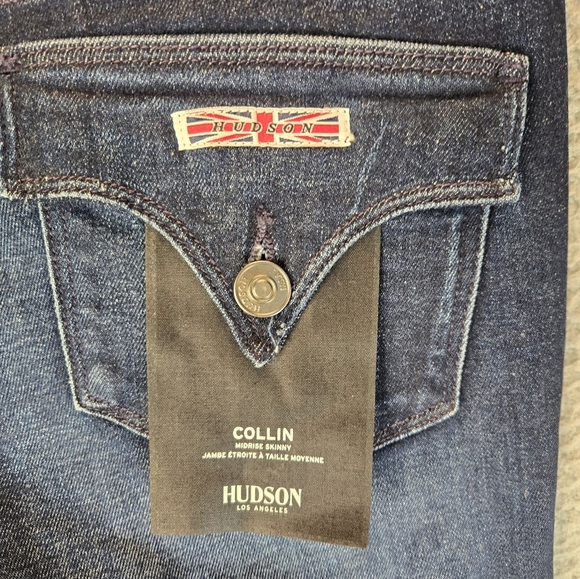 HUDSON
COLLIN
MIDRISE SKINNY
JAMBE ÉTROITE À TAILLE MOYENNE
HUDSON
LOS ANGELES